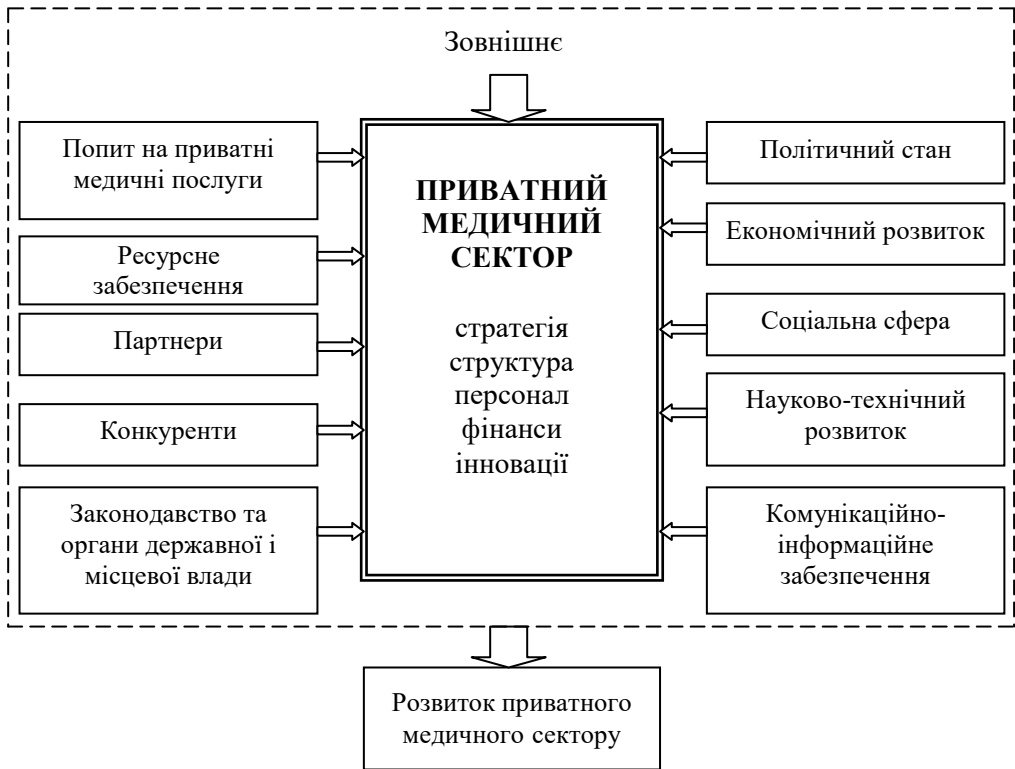 Зовнішнє
Попит на приватні
медичні послуги
Ресурсне
забезпечення
Партнери
Конкуренти
Законодавство та
органи державної і
місцевої влади
ПРИВАТНИЙ
МЕДИЧНИЙ
СЕКТОР
стратегія
структура
персонал
фінанси
інновації
Політичний стан
Економічний розвиток
Соціальна сфера
Науково-технічний
розвиток
Комунікаційно-
інформаційне
забезпечення
Розвиток приватного
медичного сектору